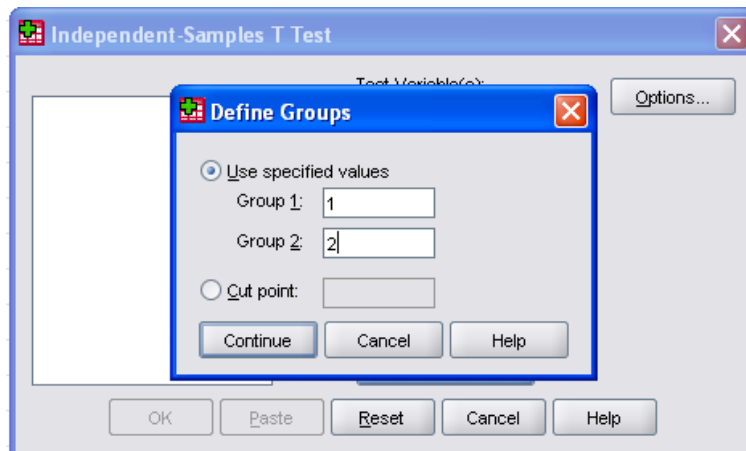 Independent-Samples T Test
Options...
Define Groups
Use specified values
Group 1: 1
Group 2: 2
Cut point:
Continue Cancel Help
OK Paste Reset Cancel Help